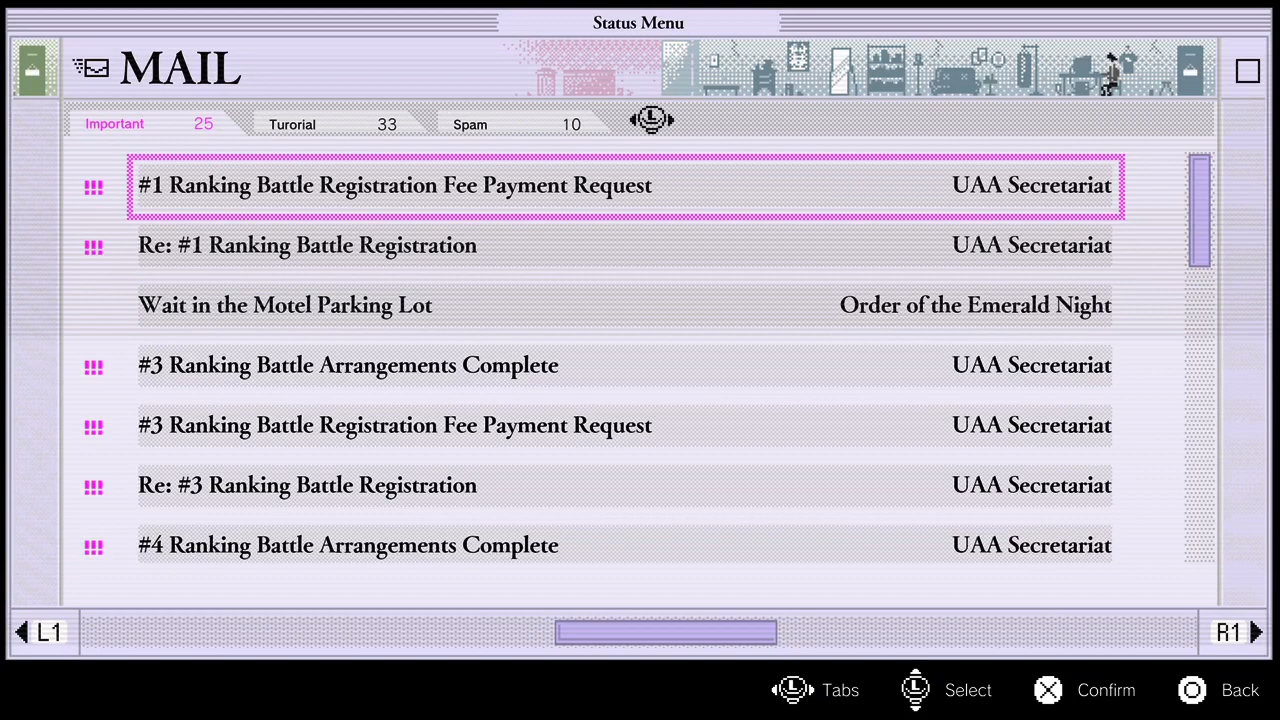 Status Menu
MAIL
Important 25 Turorial 33 Spam 10 L
!!! #1 Ranking Battle Registration Fee Payment Request UAA Secretariat
!!! Re: #1 Ranking Battle Registration UAA Secretariat
Wait in the Motel Parking Lot Order of the Emerald Night
!!! #3 Ranking Battle Arrangements Complete UAA Secretariat
!!! #3 Ranking Battle Registration Fee Payment Request UAA Secretariat
!!! Re: #3 Ranking Battle Registration UAA Secretariat
!!! #4 Ranking Battle Arrangements Complete UAA Secretariat
L1 R1
L Tabs L Select Confirm Back